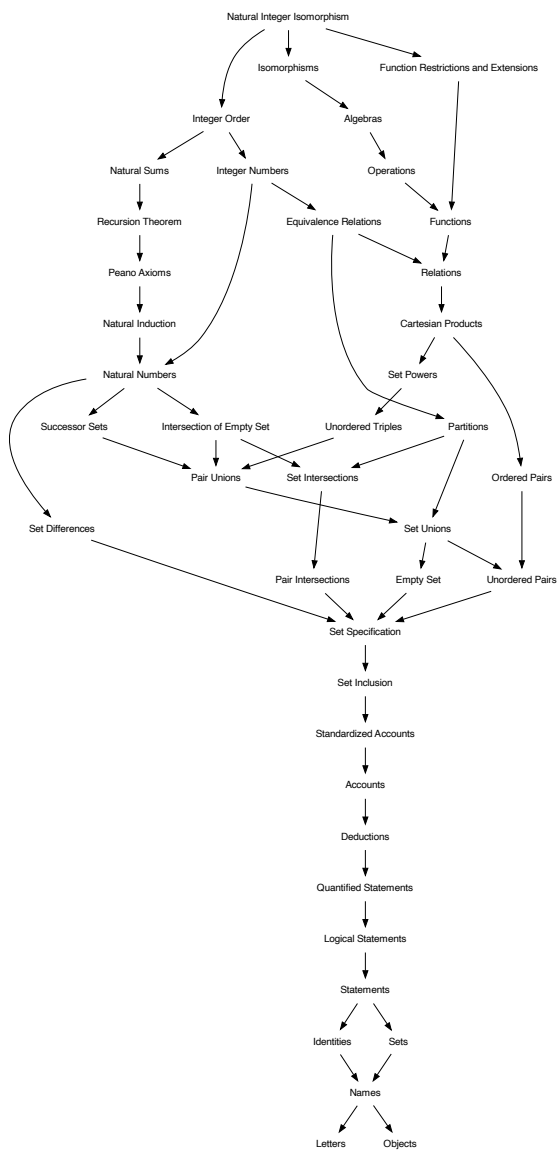 Natural Integer Isomorphism
Isomorphisms
Function Restrictions and Extensions
Integer Order
Algebras
Natural Sums
Integer Numbers
Operations
Recursion Theorem
Equivalence Relations
Functions
Peano Axioms
Relations
Natural Induction
Cartesian Products
Natural Numbers
Set Powers
Successor Sets
Intersection of Empty Set
Unordered Triples
Partitions
Pair Unions
Set Intersections
Ordered Pairs
Set Differences
Set Unions
Pair Intersections
Empty Set
Unordered Pairs
Set Specification
Set Inclusion
Standardized Accounts
Accounts
Deductions
Quantified Statements
Logical Statements
Statements
Identities
Sets
Names
Letters
Objects